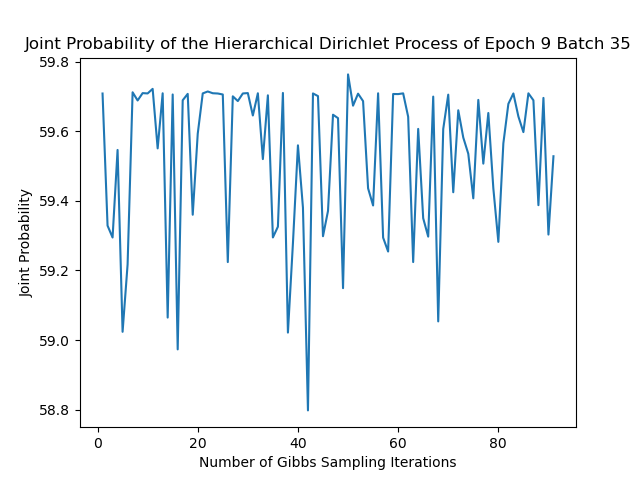 Joint Probability of the Hierarchical Dirichlet Process of Epoch 9 Batch 35
59.8
59.6
59.4
59.2
59.0
58.8
Joint Probability
0 20 40 60 80
Number of Gibbs Sampling Iterations